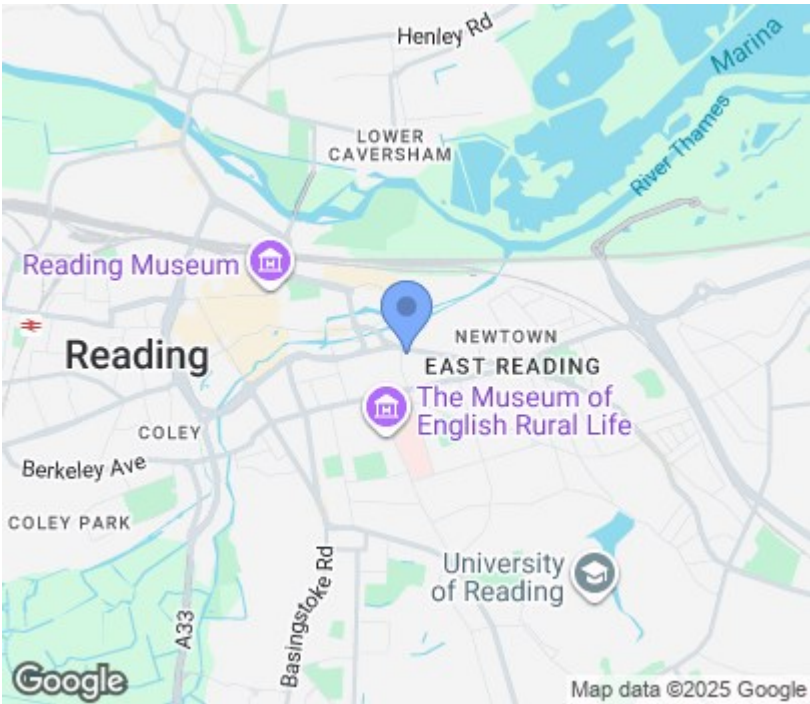 Henley Rd
Marina
LOWER
CAVERSHAM
River Thames
Reading Museum
NEWTOWN
Reading
EAST READING
The Museum of
English Rural Life
COLEY
Berkeley Ave
COLEY PARK
University
of Reading
Basingstoke Rd
A33
Google
Map data ©2025 Google